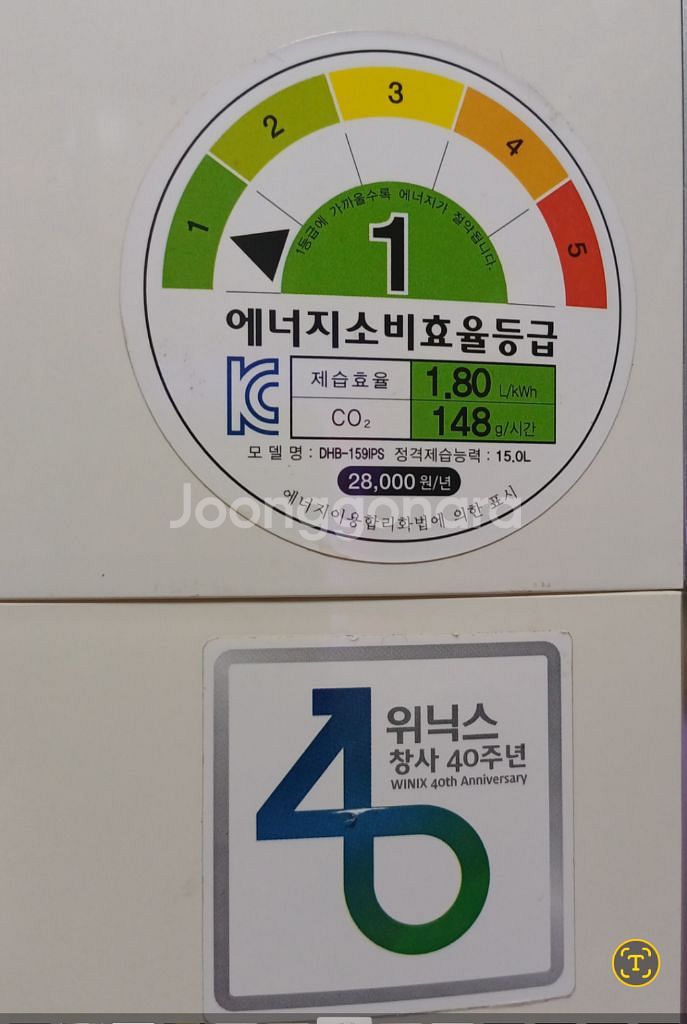 1
2
3
4
5
1등급에 가까울수록 에너지가 절약됩니다.
1
에너지소비효율등급
제습효율 1.80 L/kWh
CO₂ 148 g/시간
모 델 명 : DHB-159IPS 정격제습능력 : 15.0L
28,000 원/년
에너지이용합리화법에 의한 표시
Joonggonara
40
위닉스
창사 40주년
WINIX 40th Anniversary
T